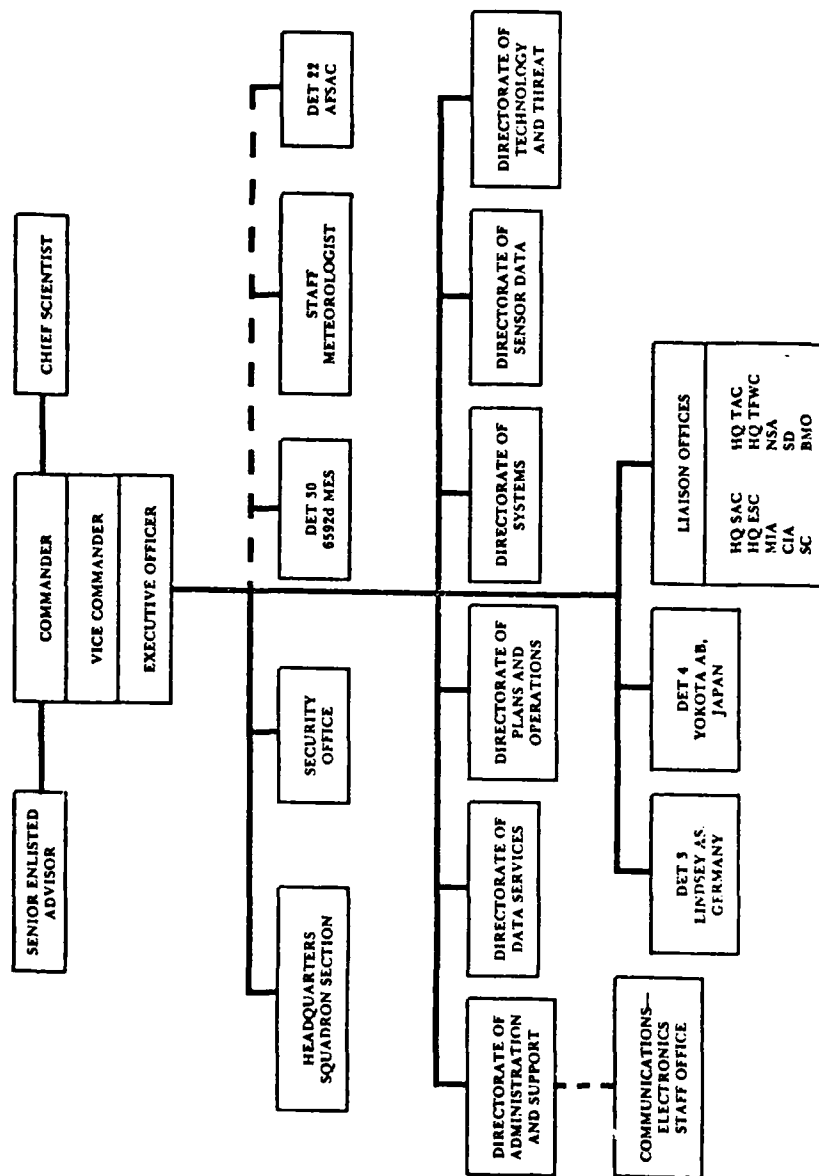 SENIOR ENLISTED
ADVISOR
COMMANDER
VICE COMMANDER
EXECUTIVE OFFICER
CHIEF SCIENTIST
HEADQUARTERS
SQUADRON SECTION
SECURITY
OFFICE
DET 30
6592d MES
STAFF
METEOROLOGIST
DET 22
AFSAC
DIRECTORATE OF
ADMINISTRATION
AND SUPPORT
DIRECTORATE OF
DATA SERVICES
DIRECTORATE OF
PLANS AND
OPERATIONS
DIRECTORATE OF
SYSTEMS
DIRECTORATE OF
SENSOR DATA
DIRECTORATE OF
TECHNOLOGY
AND THREAT
COMMUNICATIONS—
ELECTRONICS
STAFF OFFICE
DET 3
LINDSEY AS,
GERMANY
DET 4
YOKOTA AB,
JAPAN
LIAISON OFFICES
HQ SAC
HQ ESC
MIA
CIA
SC
HQ TAC
HQ TFWC
NSA
SD
BMO